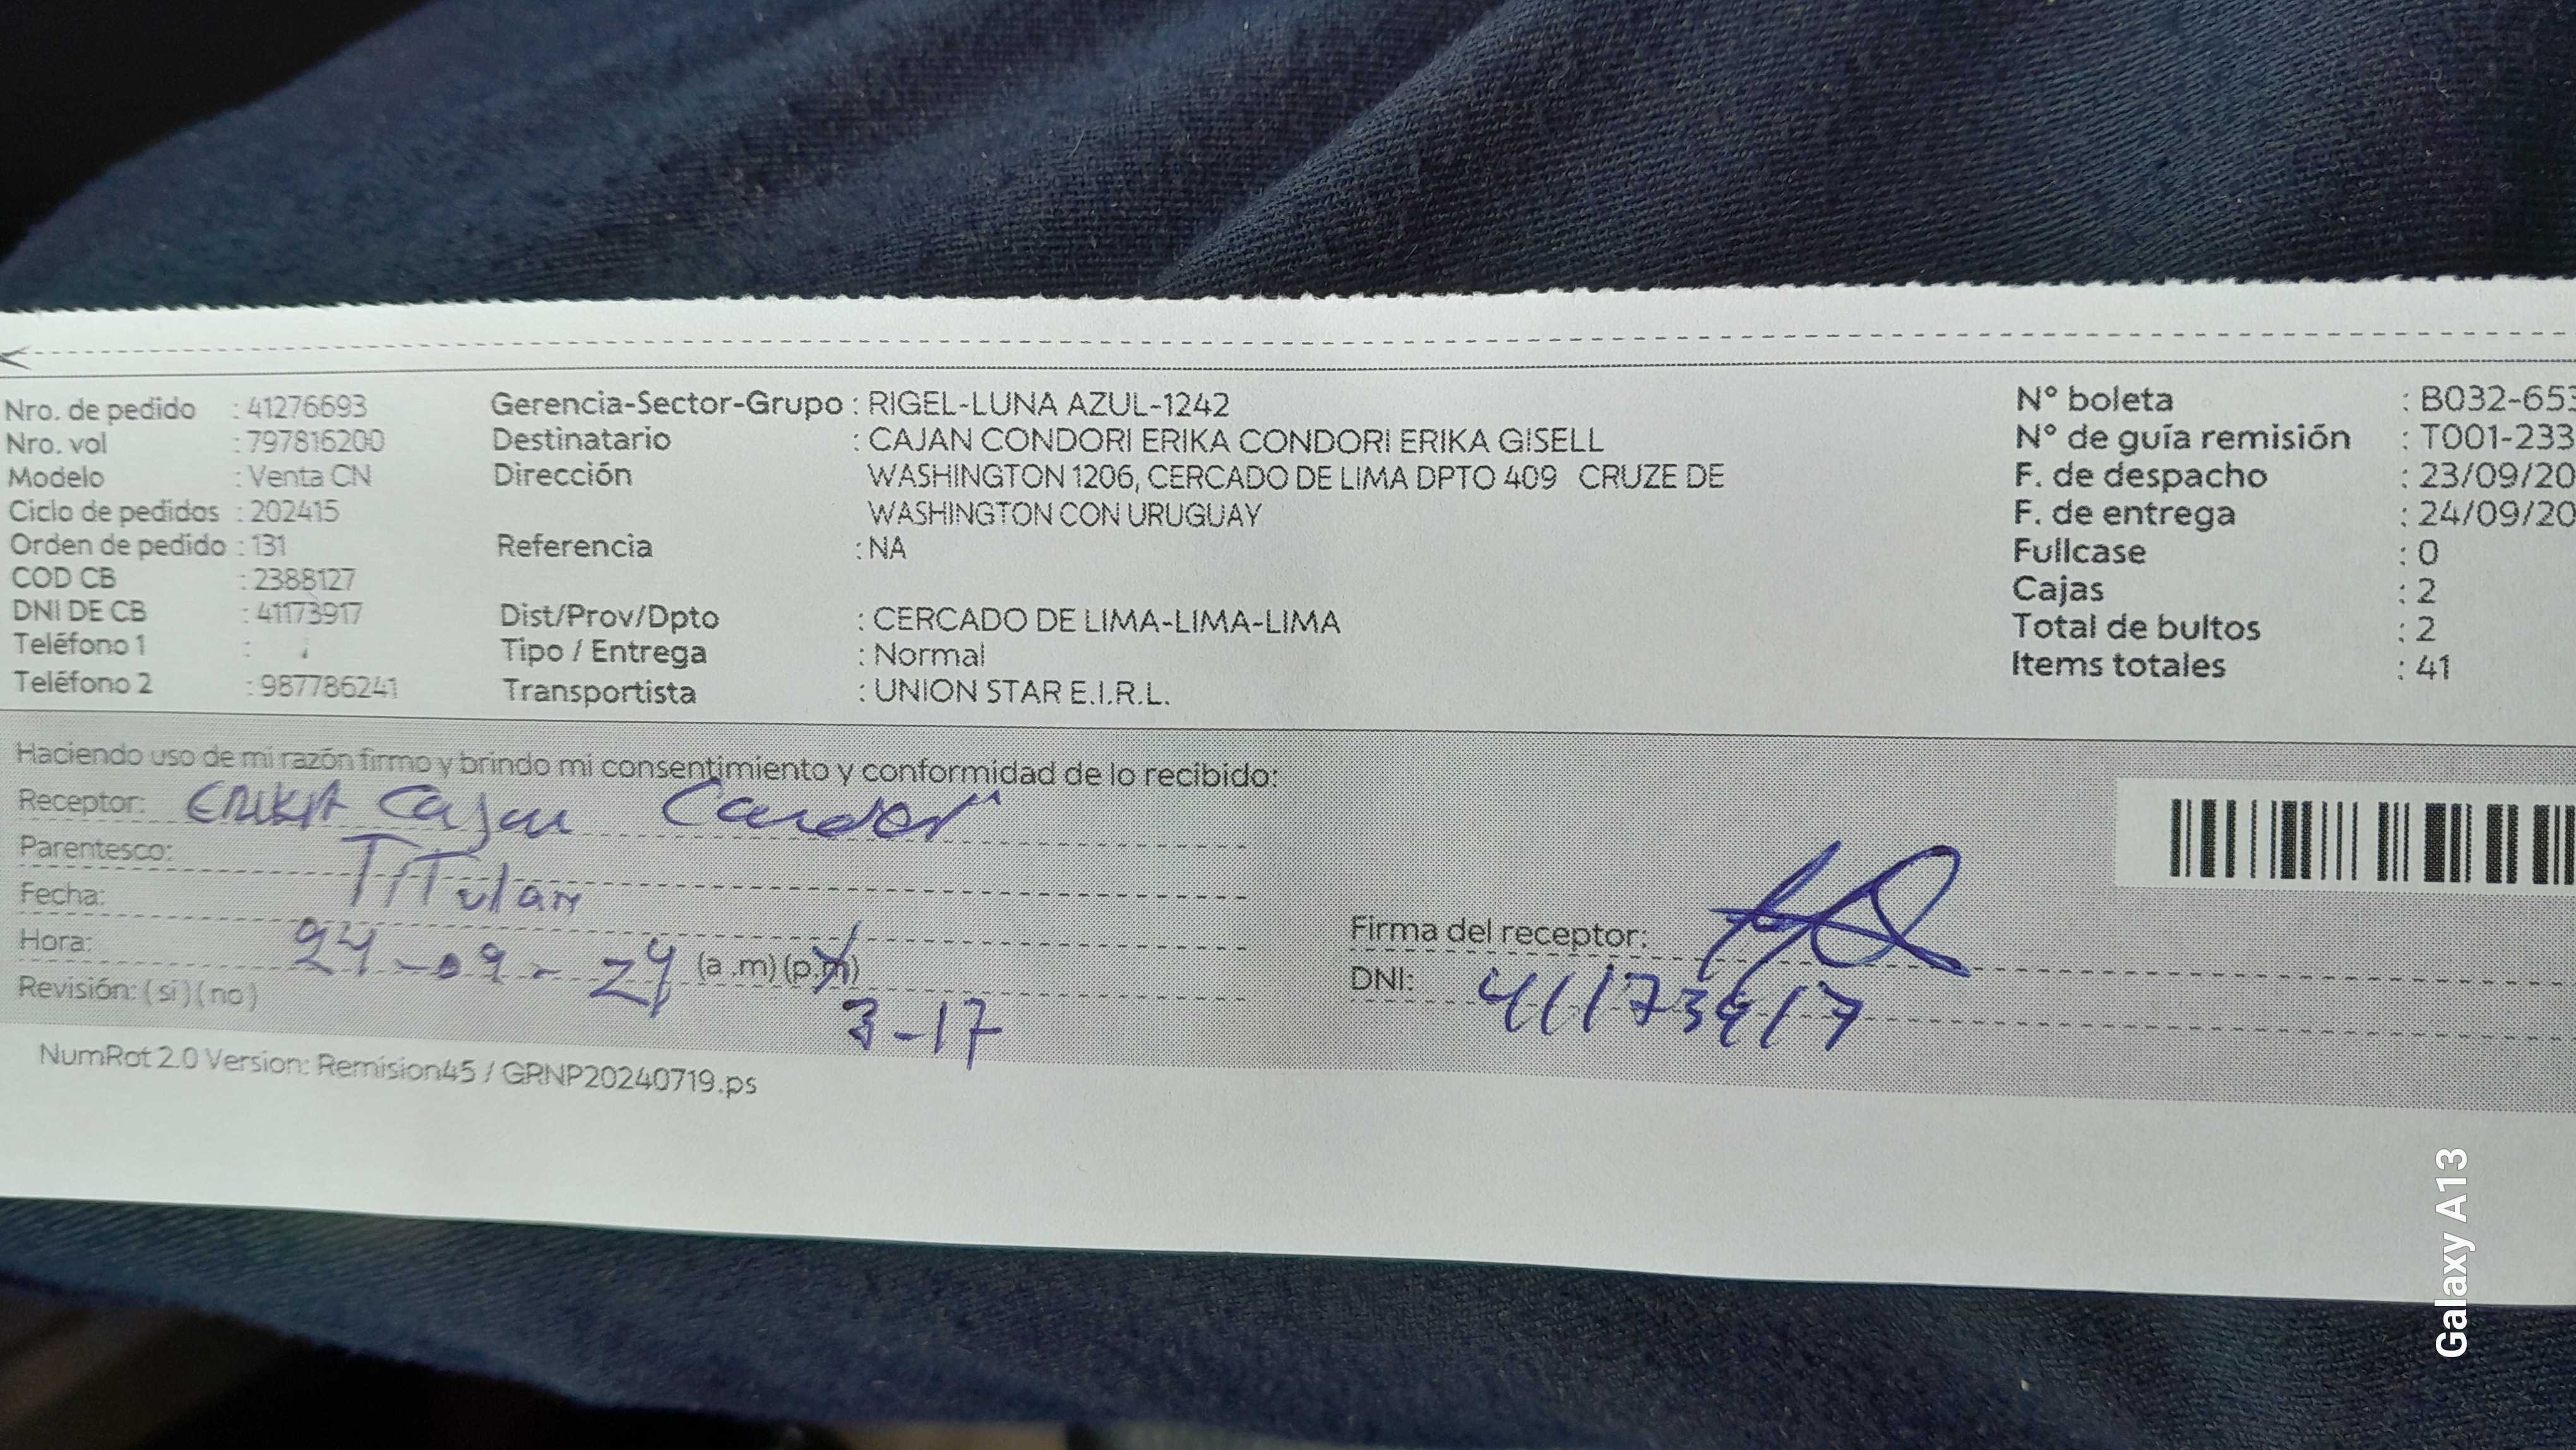 Nro. de pedido : 41276693
Nro. vol : 797816200
Modelo : Venta CN
Ciclo de pedidos : 202415
Orden de pedido : 131
COD CB : 2388127
DNI DE CB : 41173917
Teléfono 1 :
Teléfono 2 : 987786241
Gerencia-Sector-Grupo : RIGEL-LUNA AZUL-1242
Destinatario : CAJAN CONDORI ERIKA CONDORI ERIKA GISELL
Dirección WASHINGTON 1206, CERCADO DE LIMA DPTO 409 CRUZE DE
WASHINGTON CON URUGUAY
Referencia : NA
Dist/Prov/Dpto : CERCADO DE LIMA-LIMA-LIMA
Tipo / Entrega : Normal
Transportista : UNION STAR E.I.R.L.
N° boleta : B032-653
N° de guía remisión : T001-233
F. de despacho : 23/09/20
F. de entrega : 24/09/20
Fullcase : 0
Cajas : 2
Total de bultos : 2
Items totales : 41
Haciendo uso de mi razón firmo y brindo mi consentimiento y conformidad de lo recibido:
Receptor: ERIKA Cajan
Parentesco: TiTular
Fecha:
Hora: 24-09-24 (a.m)(p.m)
Revisión: (si)(no) 3-17
Firma del receptor:
DNI: 41173917
NumRot 2.0 Version: Remision45 / GRNP20240719.ps
Galaxy A13